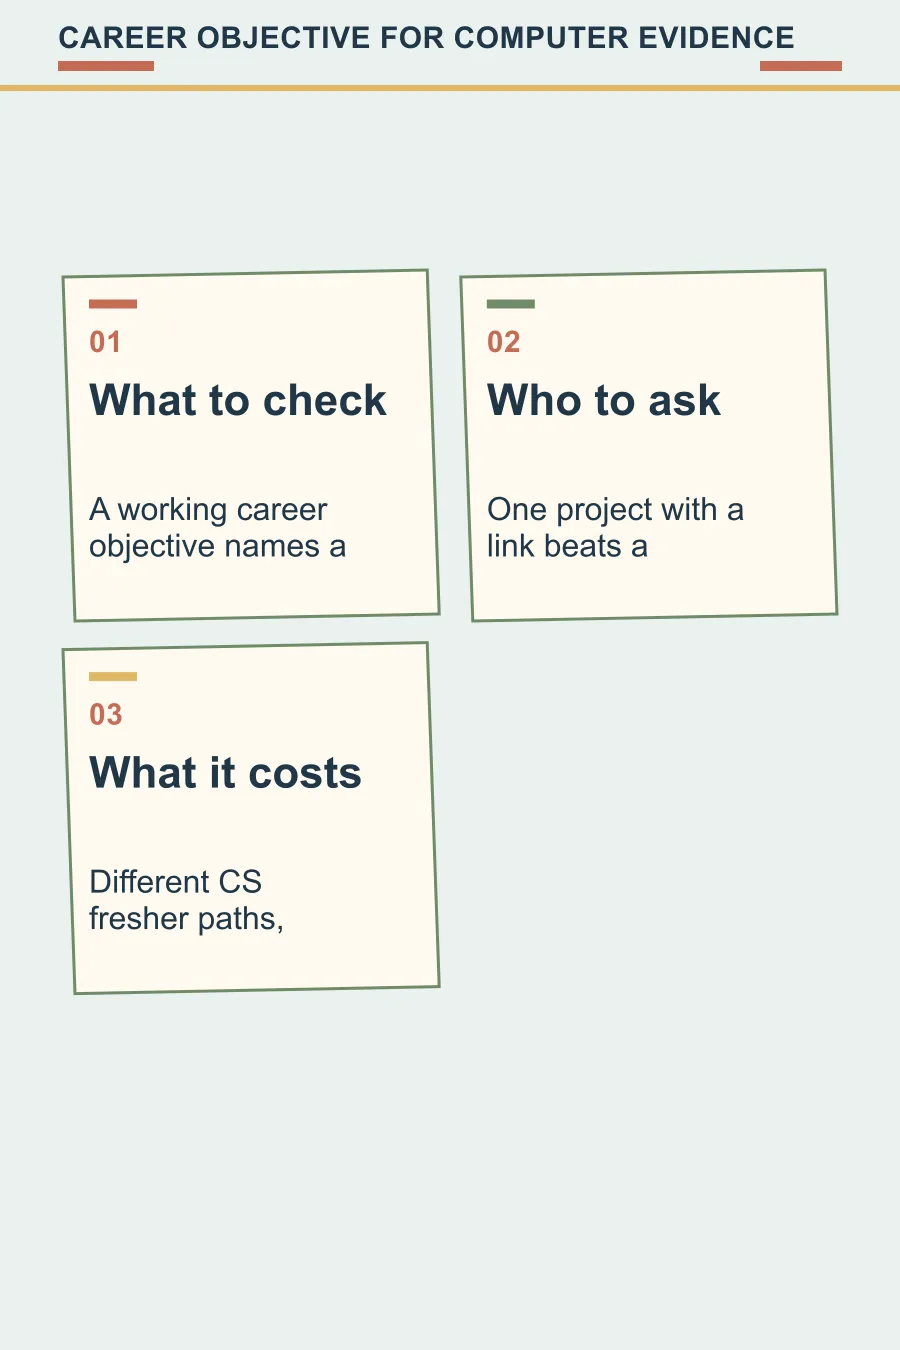 CAREER OBJECTIVE FOR COMPUTER EVIDENCE
01
What to check
A working career
objective names a
02
Who to ask
One project with a
link beats a
03
What it costs
Different CS
fresher paths,